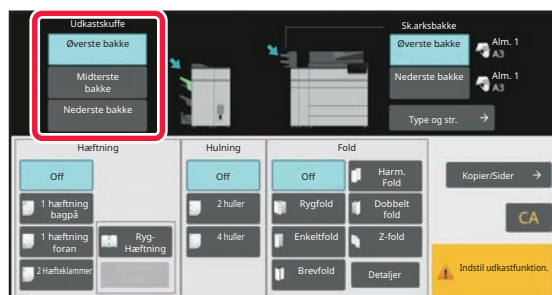 Udkastskuffe
Øverste bakke
Midterste
bakke
Nederste bakke
Sk.arksbakke
Øverste bakke
Alm. 1
A3
Nederste bakke
Alm. 1
A3
Type og str.
Hæftning
Off
1 hæftning
bagpå
1 hæftning
foran
Ryg-
Hæftning
2 Hæfteklammer
Hulning
Off
2 huller
4 huller
Fold
Off
Harm.
Fold
Rygfold
Dobbelt
fold
Enkeltfold
Z-fold
Brevfold
Detaljer
Kopier/Sider
CA
Indstil udkastfunktion.